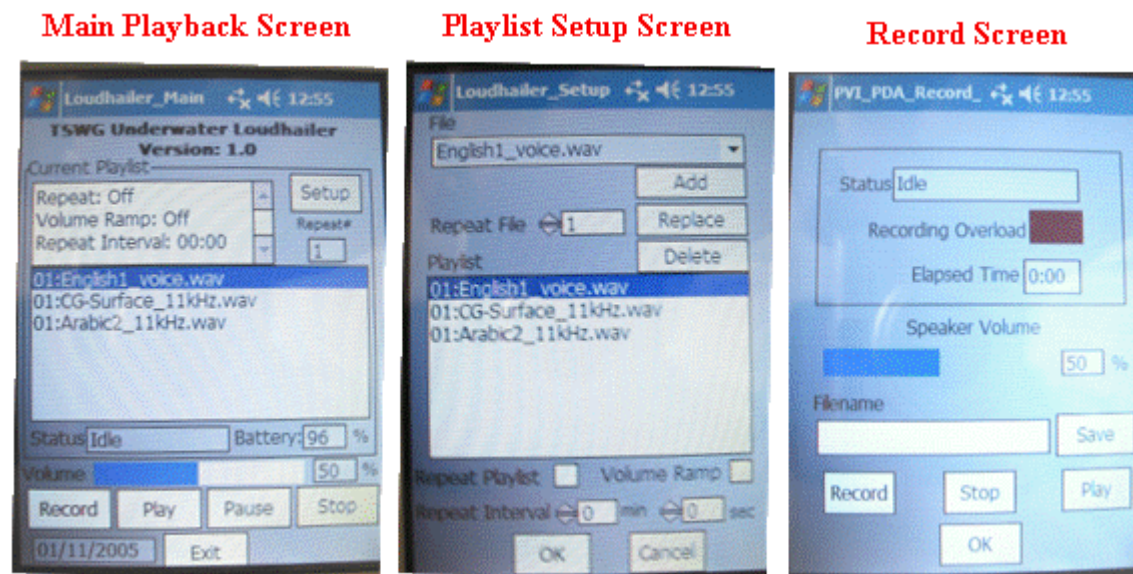 Main Playback Screen
Playlist Setup Screen
Record Screen
Loudhailer_Main 12:55
TSWG Underwater Loudhailer
Version: 1.0
Current Playlist
Repeat: Off
Volume Ramp: Off
Repeat Interval: 00:00
Setup
Repeat#
1
01:English1_voice.wav
01:CG-Surface_11kHz.wav
01:Arabic2_11kHz.wav
Status Idle Battery: 96 %
Volume 50 %
Record Play Pause Stop
01/11/2005 Exit
Loudhailer_Setup 12:55
File
English1_voice.wav
Add
Repeat File 1 Replace
Playlist Delete
01:English1_voice.wav
01:CG-Surface_11kHz.wav
01:Arabic2_11kHz.wav
Repeat Playlist Volume Ramp
Repeat Interval 0 min 0 sec
OK Cancel
PVI_PDA_Record_ 12:55
Status Idle
Recording Overload
Elapsed Time 0:00
Speaker Volume
50 %
Filename
Save
Record Stop Play
OK